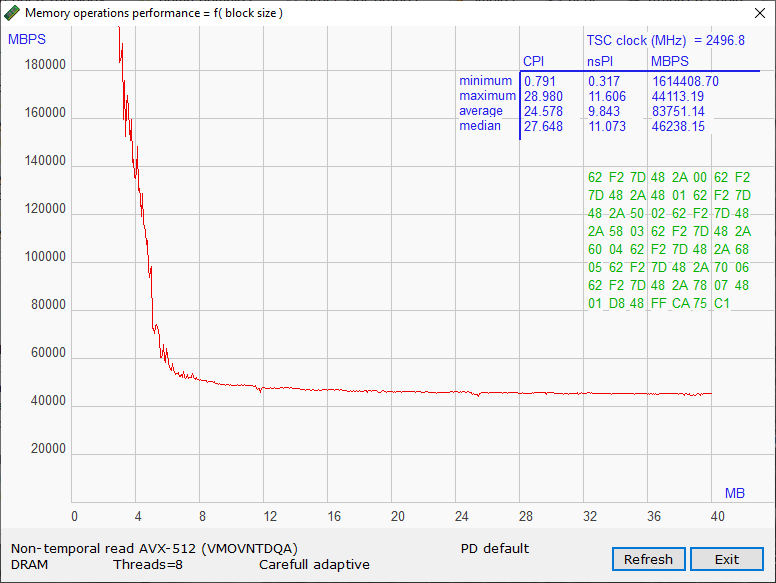 Memory operations performance = f( block size )
MBPS
TSC clock (MHz) = 2496.8
CPI nsPI MBPS
minimum 0.791 0.317 1614408.70
maximum 28.980 11.606 44113.19
average 24.578 9.843 83751.14
median 27.648 11.073 46238.15
180000
160000
140000
120000
100000
80000
60000
40000
20000
62 F2 7D 48 2A 00 62 F2
7D 48 2A 48 01 62 F2 7D
48 2A 50 02 62 F2 7D 48
2A 58 03 62 F2 7D 48 2A
60 04 62 F2 7D 48 2A 68
05 62 F2 7D 48 2A 70 06
62 F2 7D 48 2A 78 07 48
01 D8 48 FF CA 75 C1
MB
0 4 8 12 16 20 24 28 32 36 40
Non-temporal read AVX-512 (VMOVNTDQA) PD default
DRAM Threads=8 Carefull adaptive
Refresh Exit